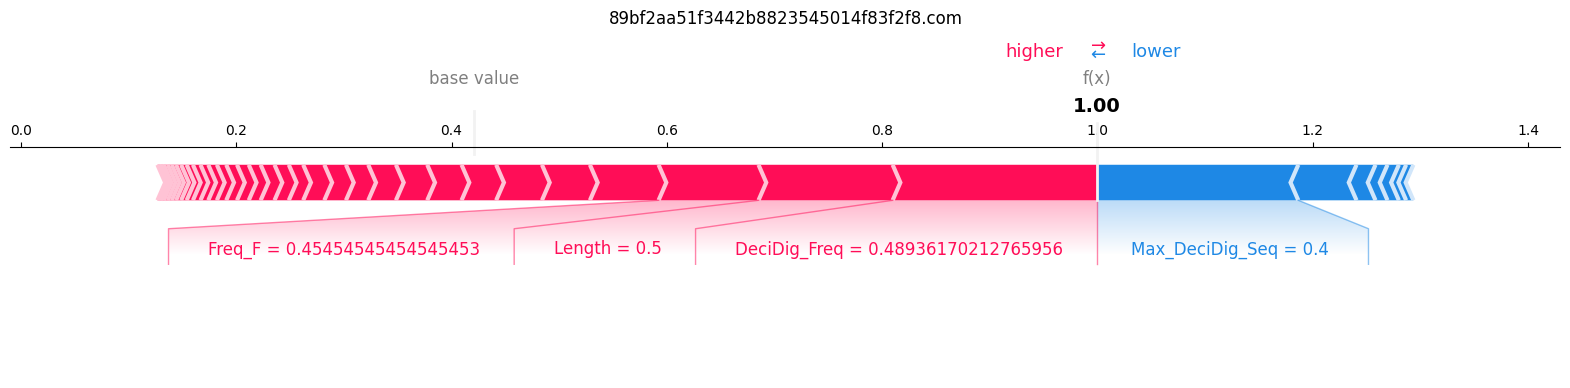 89bf2aa51f3442b8823545014f83f2f8.com
higher → ← lower
base value f(x)
1.00
0.0 0.2 0.4 0.6 0.8 1.0 1.2 1.4
Freq_F = 0.45454545454545453 Length = 0.5 DeciDig_Freq = 0.48936170212765956 Max_DeciDig_Seq = 0.4